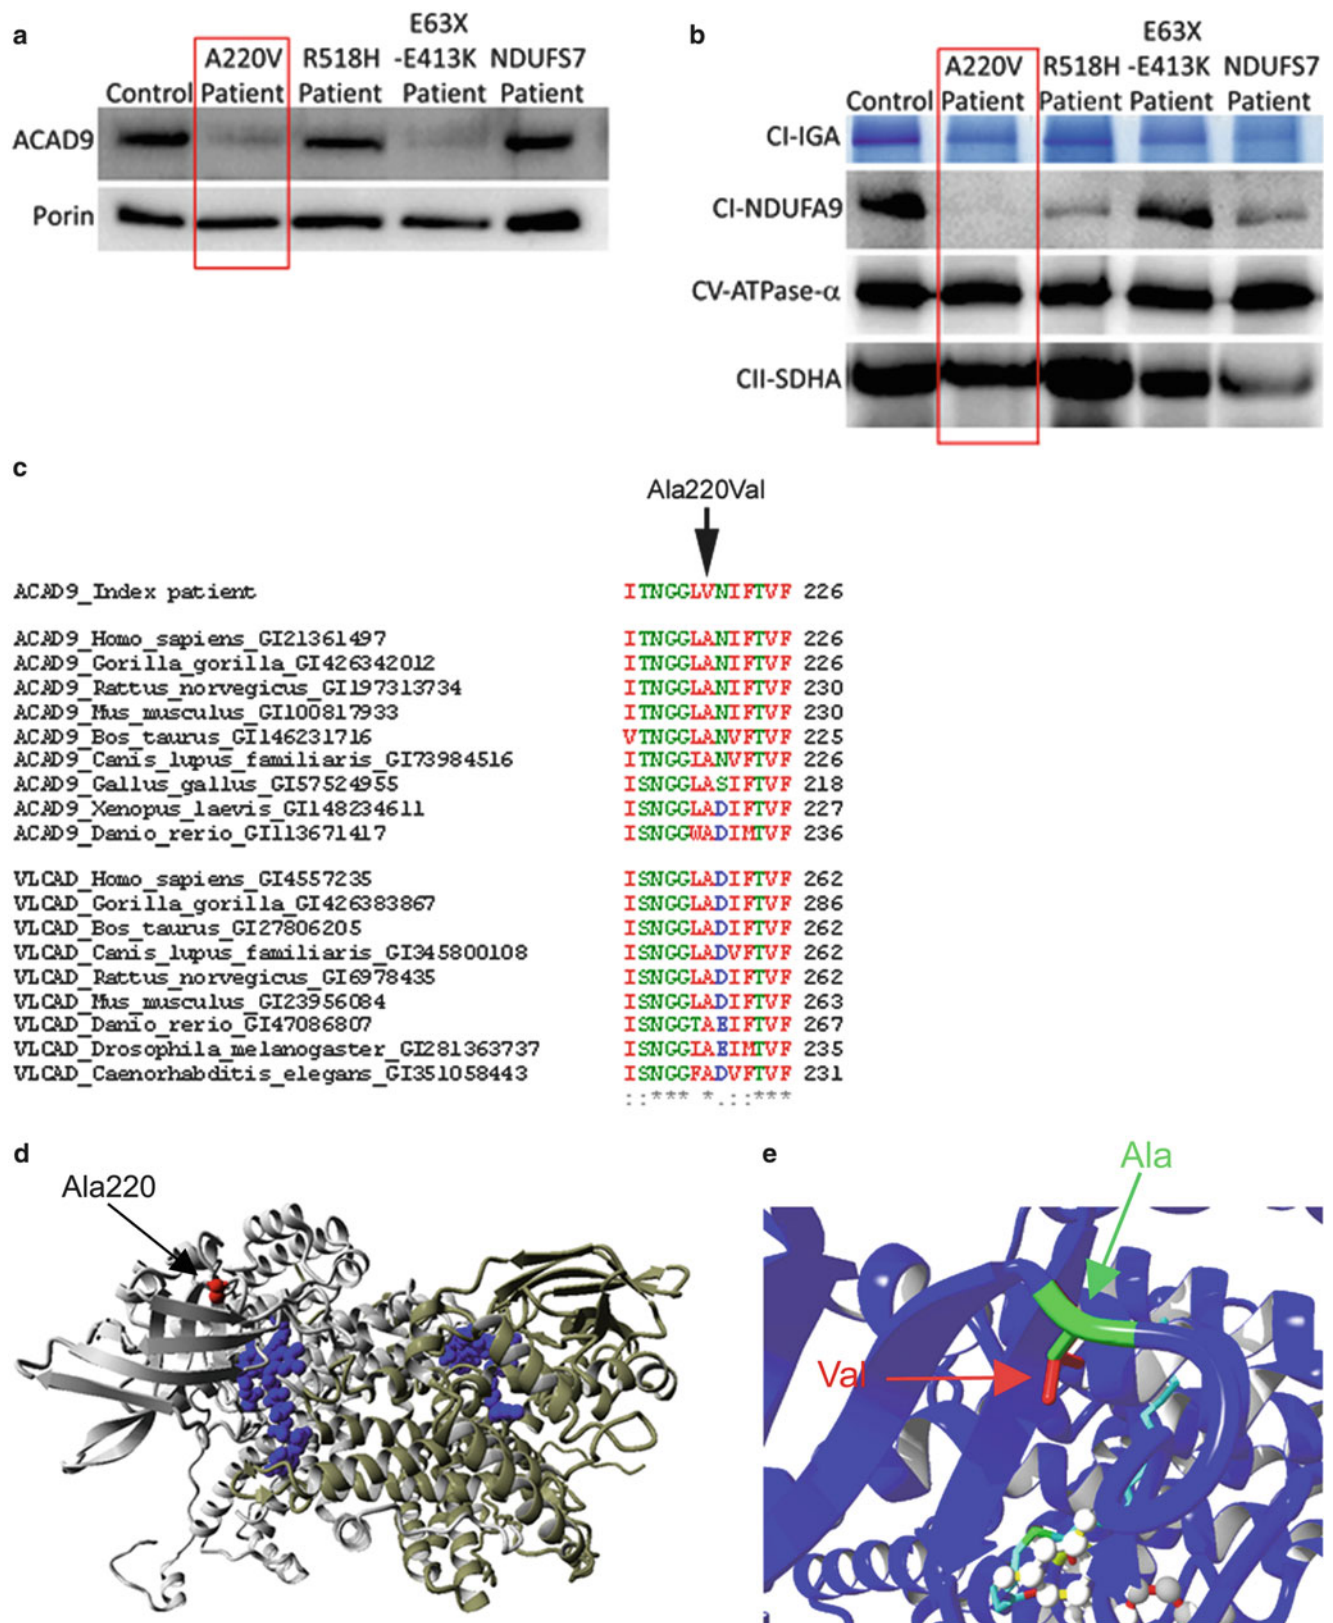 a
E63X
A220V R518H -E413K NDUFS7
Control Patient Patient Patient Patient
ACAD9
Porin
b
E63X
A220V R518H -E413K NDUFS7
Control Patient Patient Patient Patient
CI-IGA
CI-NDUFA9
CV-ATPase-α
CII-SDHA
c
Ala220Val
ACAD9_Index patient ITNGGLVNIFTVF 226
ACAD9_Homo_sapiens_GI21361497 ITNGGLANIFTVF 226
ACAD9_Gorilla_gorilla_GI426342012 ITNGGLANIFTVF 226
ACAD9_Rattus_norvegicus_GI197313734 ITNGGLANIFTVF 230
ACAD9_Mus_musculus_GI100817933 ITNGGLANIFTVF 230
ACAD9_Bos_taurus_GI146231716 VTNGGLANVFTVF 225
ACAD9_Canis_lupus_familiaris_GI73984516 ITNGGLANVFTVF 226
ACAD9_Gallus_gallus_GI57524955 ISNGGLASIFTVF 218
ACAD9_Xenopus_laevis_GI148234611 ISNGGLADIFTVF 227
ACAD9_Danio_rerio_GI113671417 ISNGGWADIMTVF 236
VLCAD_Homo_sapiens_GI4557235 ISNGGLADIFTVF 262
VLCAD_Gorilla_gorilla_GI426383867 ISNGGLADIFTVF 286
VLCAD_Bos_taurus_GI27806205 ISNGGLADIFTVF 262
VLCAD_Canis_lupus_familiaris_GI345800108 ISNGGLADVFTVF 262
VLCAD_Rattus_norvegicus_GI6978435 ISNGGLADIFTVF 262
VLCAD_Mus_musculus_GI23956084 ISNGGLADIFTVF 263
VLCAD_Danio_rerio_GI47086807 ISNGGTAEIFTVF 267
VLCAD_Drosophila_melanogaster_GI281363737 ISNGGLAEIMTVF 235
VLCAD_Caenorhabditis_elegans_GI351058443 ISNGGFADVFTVF 231
::*** *.::***
d
Ala220
e
Ala
Val